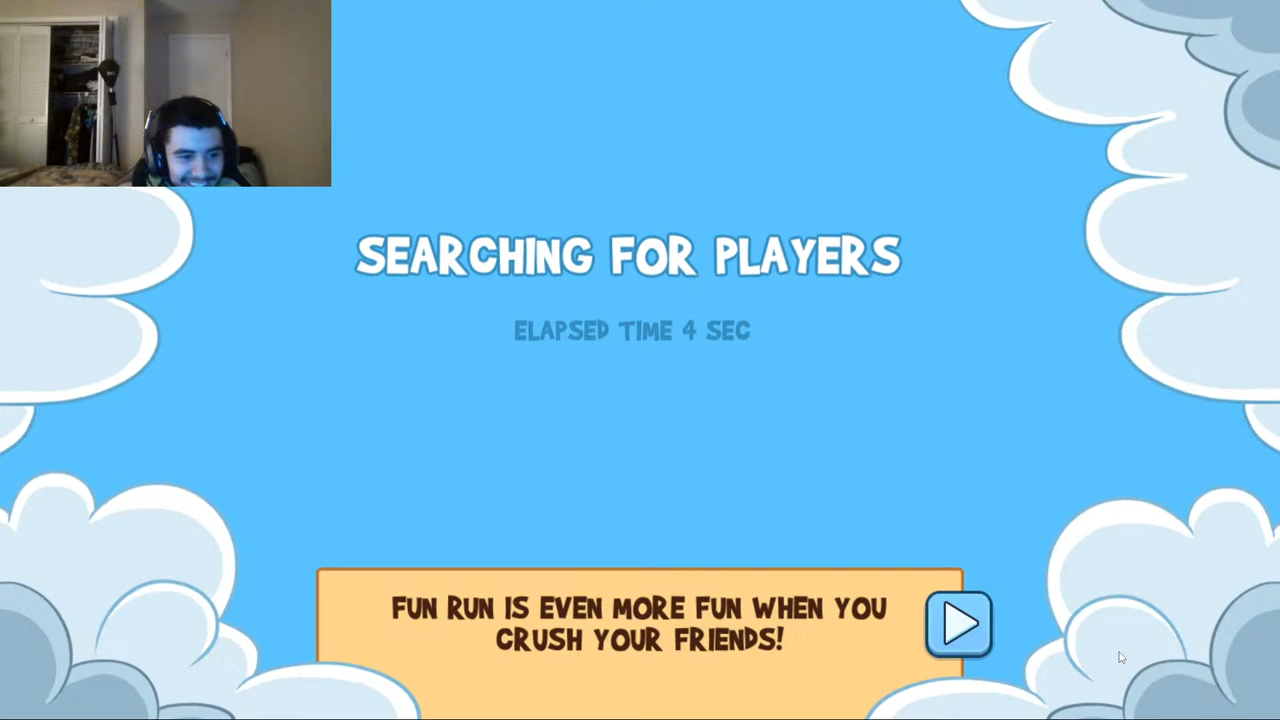 SEARCHING FOR PLAYERS
ELAPSED TIME 4 SEC
FUN RUN IS EVEN MORE FUN WHEN YOU
CRUSH YOUR FRIENDS!